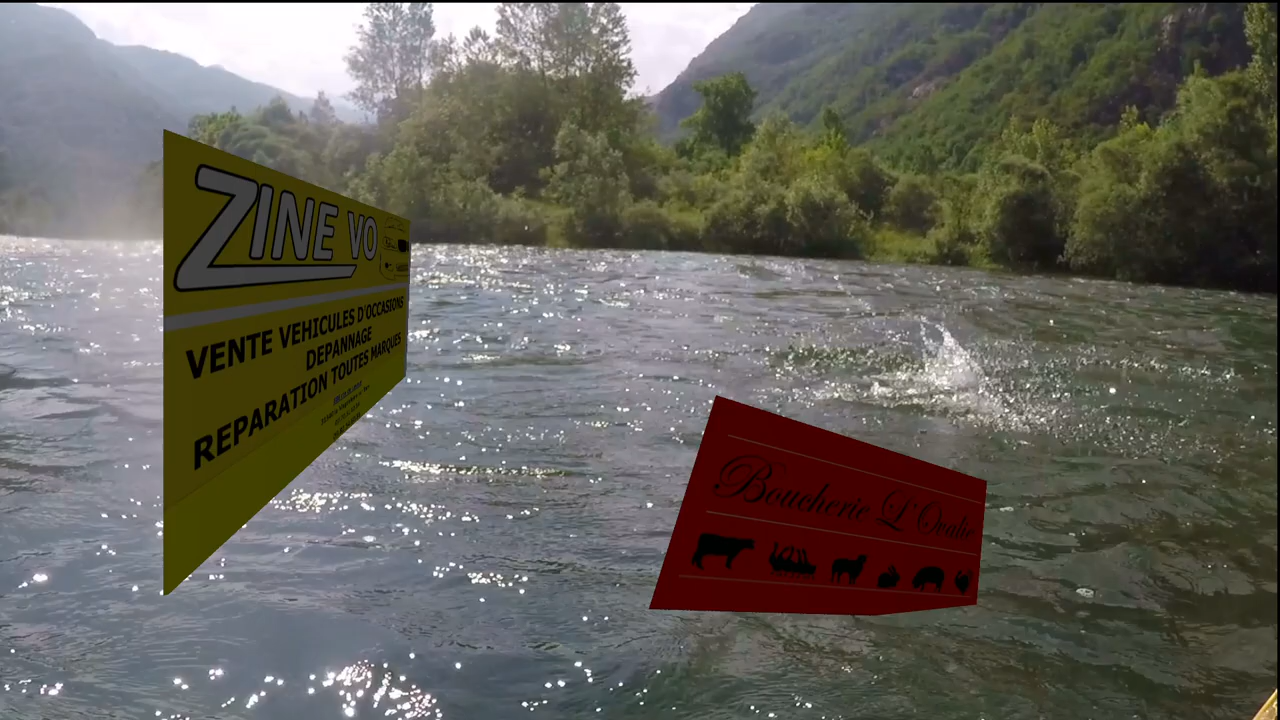 ZINE VO
VENTE VEHICULES D'OCCASIONS
DEPANNAGE
REPARATION TOUTES MARQUES
Boucherie L'Ovalie